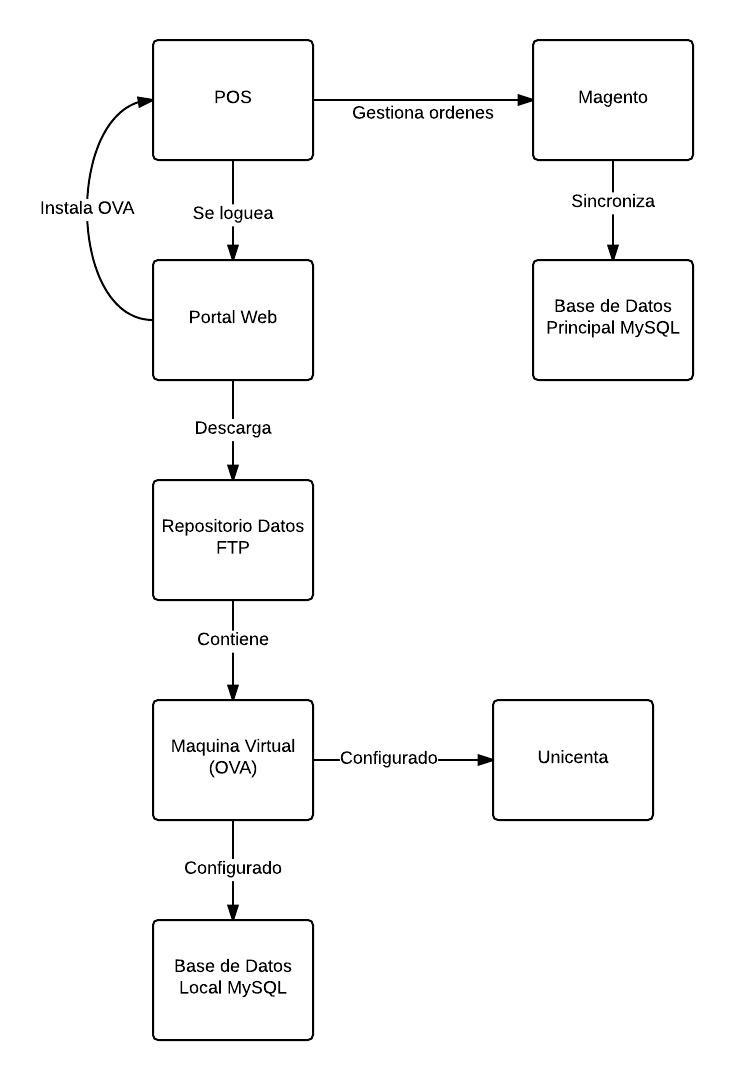 POS
Magento
Gestiona ordenes
Instala OVA
Se loguea
Sincroniza
Portal Web
Base de Datos
Principal MySQL
Descarga
Repositorio Datos
FTP
Contiene
Maquina Virtual
(OVA)
Configurado
Unicenta
Configurado
Base de Datos
Local MySQL